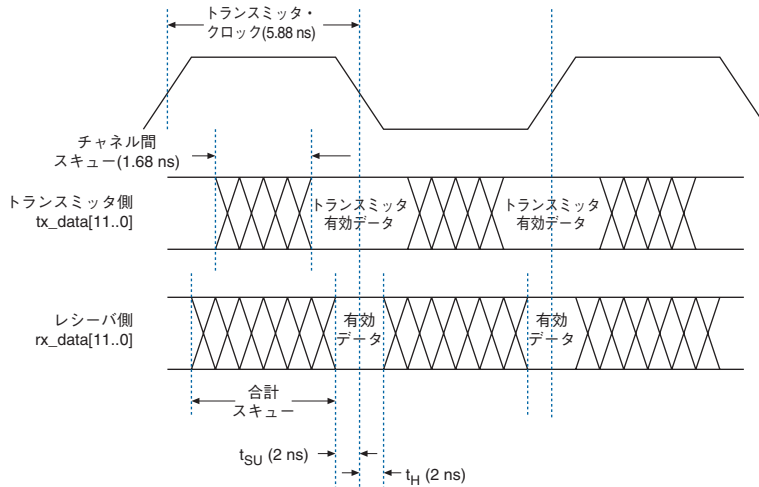 トランスミッタ・
クロック(5.88 ns)
チャネル間
スキュー(1.68 ns)
トランスミッタ側
tx_data[11..0]
トランスミッタ
有効データ
トランスミッタ
有効データ
レシーバ側
rx_data[11..0]
有効
データ
有効
データ
合計
スキュー
tSU (2 ns)
tH (2 ns)